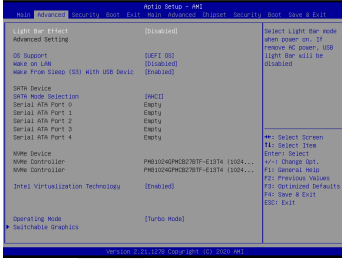 Aptio Setup - AMI
Main Advanced Security Boot Exit Main Advanced Chipset Security Boot Save & Exit
Light Bar Effect [Disabled]
Advanced Setting
OS Support [UEFI OS]
Wake on LAN [Disabled]
Wake From Sleep (S3) With USB Devic [Enabled]
SATA Device
SATA Mode Selection [AHCI]
Serial ATA Port 0 Empty
Serial ATA Port 1 Empty
Serial ATA Port 2 Empty
Serial ATA Port 3 Empty
Serial ATA Port 4 Empty
NVMe Device
NVMe Controller PM81024GPMCB27BTF-E13T4 (1024...
NVMe Controller PM81024GPMCB27BTF-E13T4 (1024...
Intel Virtualization Technology [Enabled]
Operating Mode [Turbo Mode]
Switchable Graphics
Select Light Bar mode
when power on. If
remove AC power, USB
light Bar will be
disabled
: Select Screen
: Select Item
Enter: Select
+/-: Change Opt.
F1: General Help
F2: Previous Values
F3: Optimized Defaults
F4: Save & Exit
ESC: Exit
Version 2.21.1278 Copyright (C) 2020 AMI